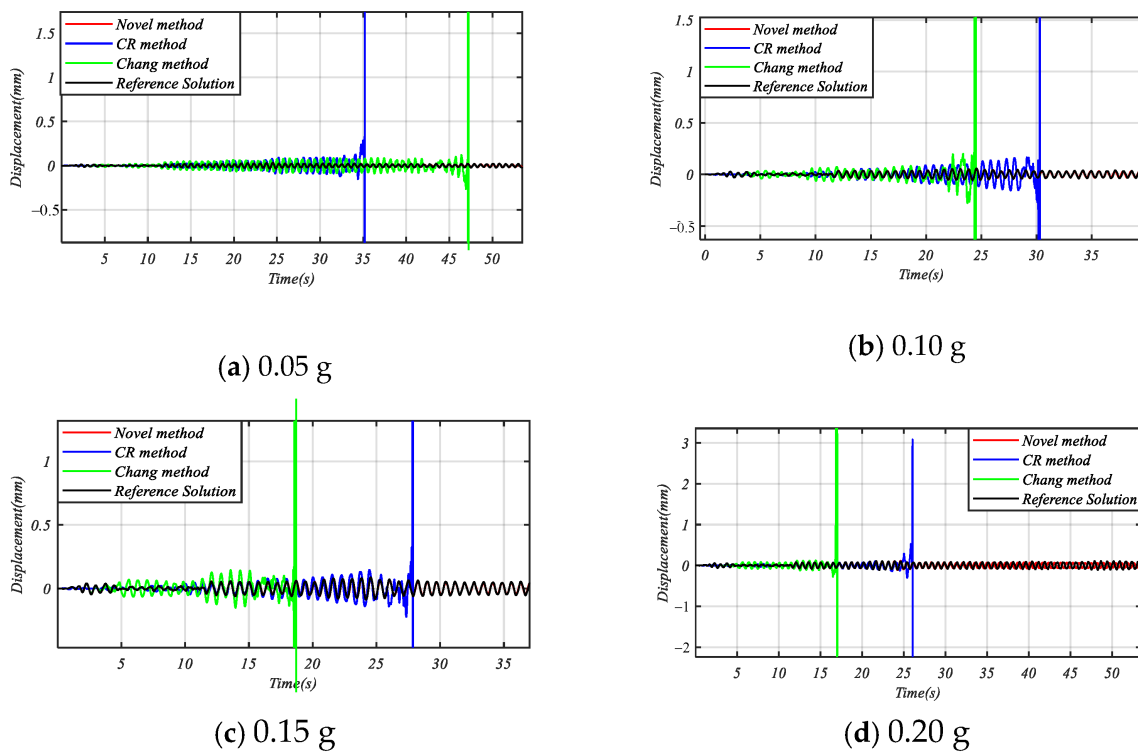 Novel method
CR method
Chang method
Reference Solution
1.5
1
0.5
0
−0.5
Displacement(mm)
5 10 15 20 25 30 35 40 45 50
Time(s)
(a) 0.05 g
Novel method
CR method
Chang method
Reference Solution
1.5
1
0.5
0
-0.5
Displacement(mm)
0 5 10 15 20 25 30 35
Time(s)
(b) 0.10 g
Novel method
CR method
Chang method
Reference Solution
1
0.5
0
Displacement(mm)
5 10 15 20 25 30 35
Time(s)
(c) 0.15 g
Novel method
CR method
Chang method
Reference Solution
3
2
1
0
−1
−2
Displacement(mm)
5 10 15 20 25 30 35 40 45 50
Time(s)
(d) 0.20 g